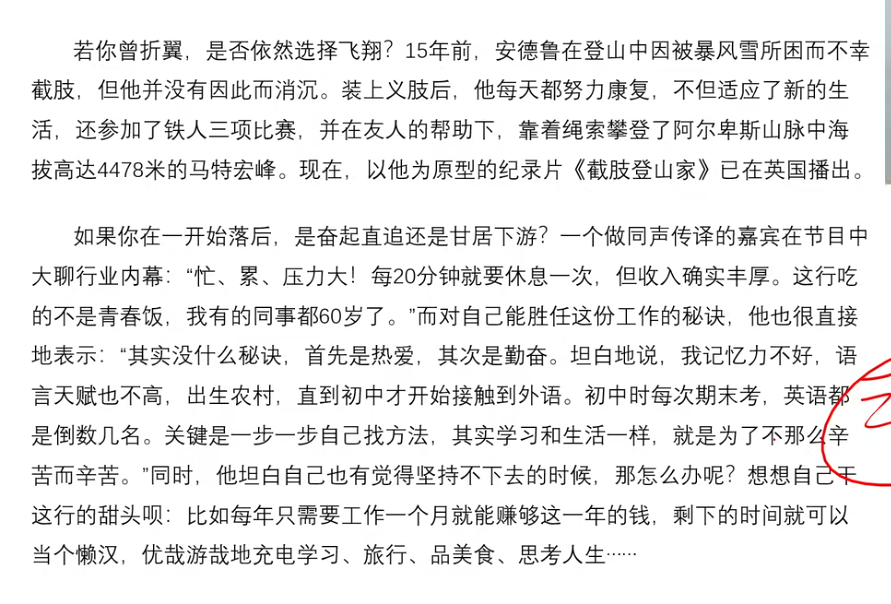 若你曾折翼，是否依然选择飞翔？15年前，安德鲁在登山中因被暴风雪所困而不幸
截肢，但他并没有因此而消沉。装上义肢后，他每天都努力康复，不但适应了新的生
活，还参加了铁人三项比赛，并在友人的帮助下，靠着绳索攀登了阿尔卑斯山脉中海
拔高达4478米的马特宏峰。现在，以他为原型的纪录片《截肢登山家》已在英国播出。
如果你在一开始落后，是奋起直追还是甘居下游？一个做同声传译的嘉宾在节目中
大聊行业内幕：“忙、累、压力大！每20分钟就要休息一次，但收入确实丰厚。这行吃
的不是青春饭，我有的同事都60岁了。”而对自己能胜任这份工作的秘诀，他也很直接
地表示：“其实没什么秘诀，首先是热爱，其次是勤奋。坦白地说，我记忆力不好，语
言天赋也不高，出生农村，直到初中才开始接触到外语。初中时每次期末考，英语都
是倒数几名。关键是一步一步自己找方法，其实学习和生活一样，就是为了不那么辛
苦而辛苦。”同时，他坦白自己也有觉得坚持不下去的时候，那怎么办呢？想想自己干
这行的甜头呗：比如每年只需要工作一个月就能赚够这一年的钱，剩下的时间就可以
当个懒汉，优哉游哉地充电学习、旅行、品美食、思考人生······